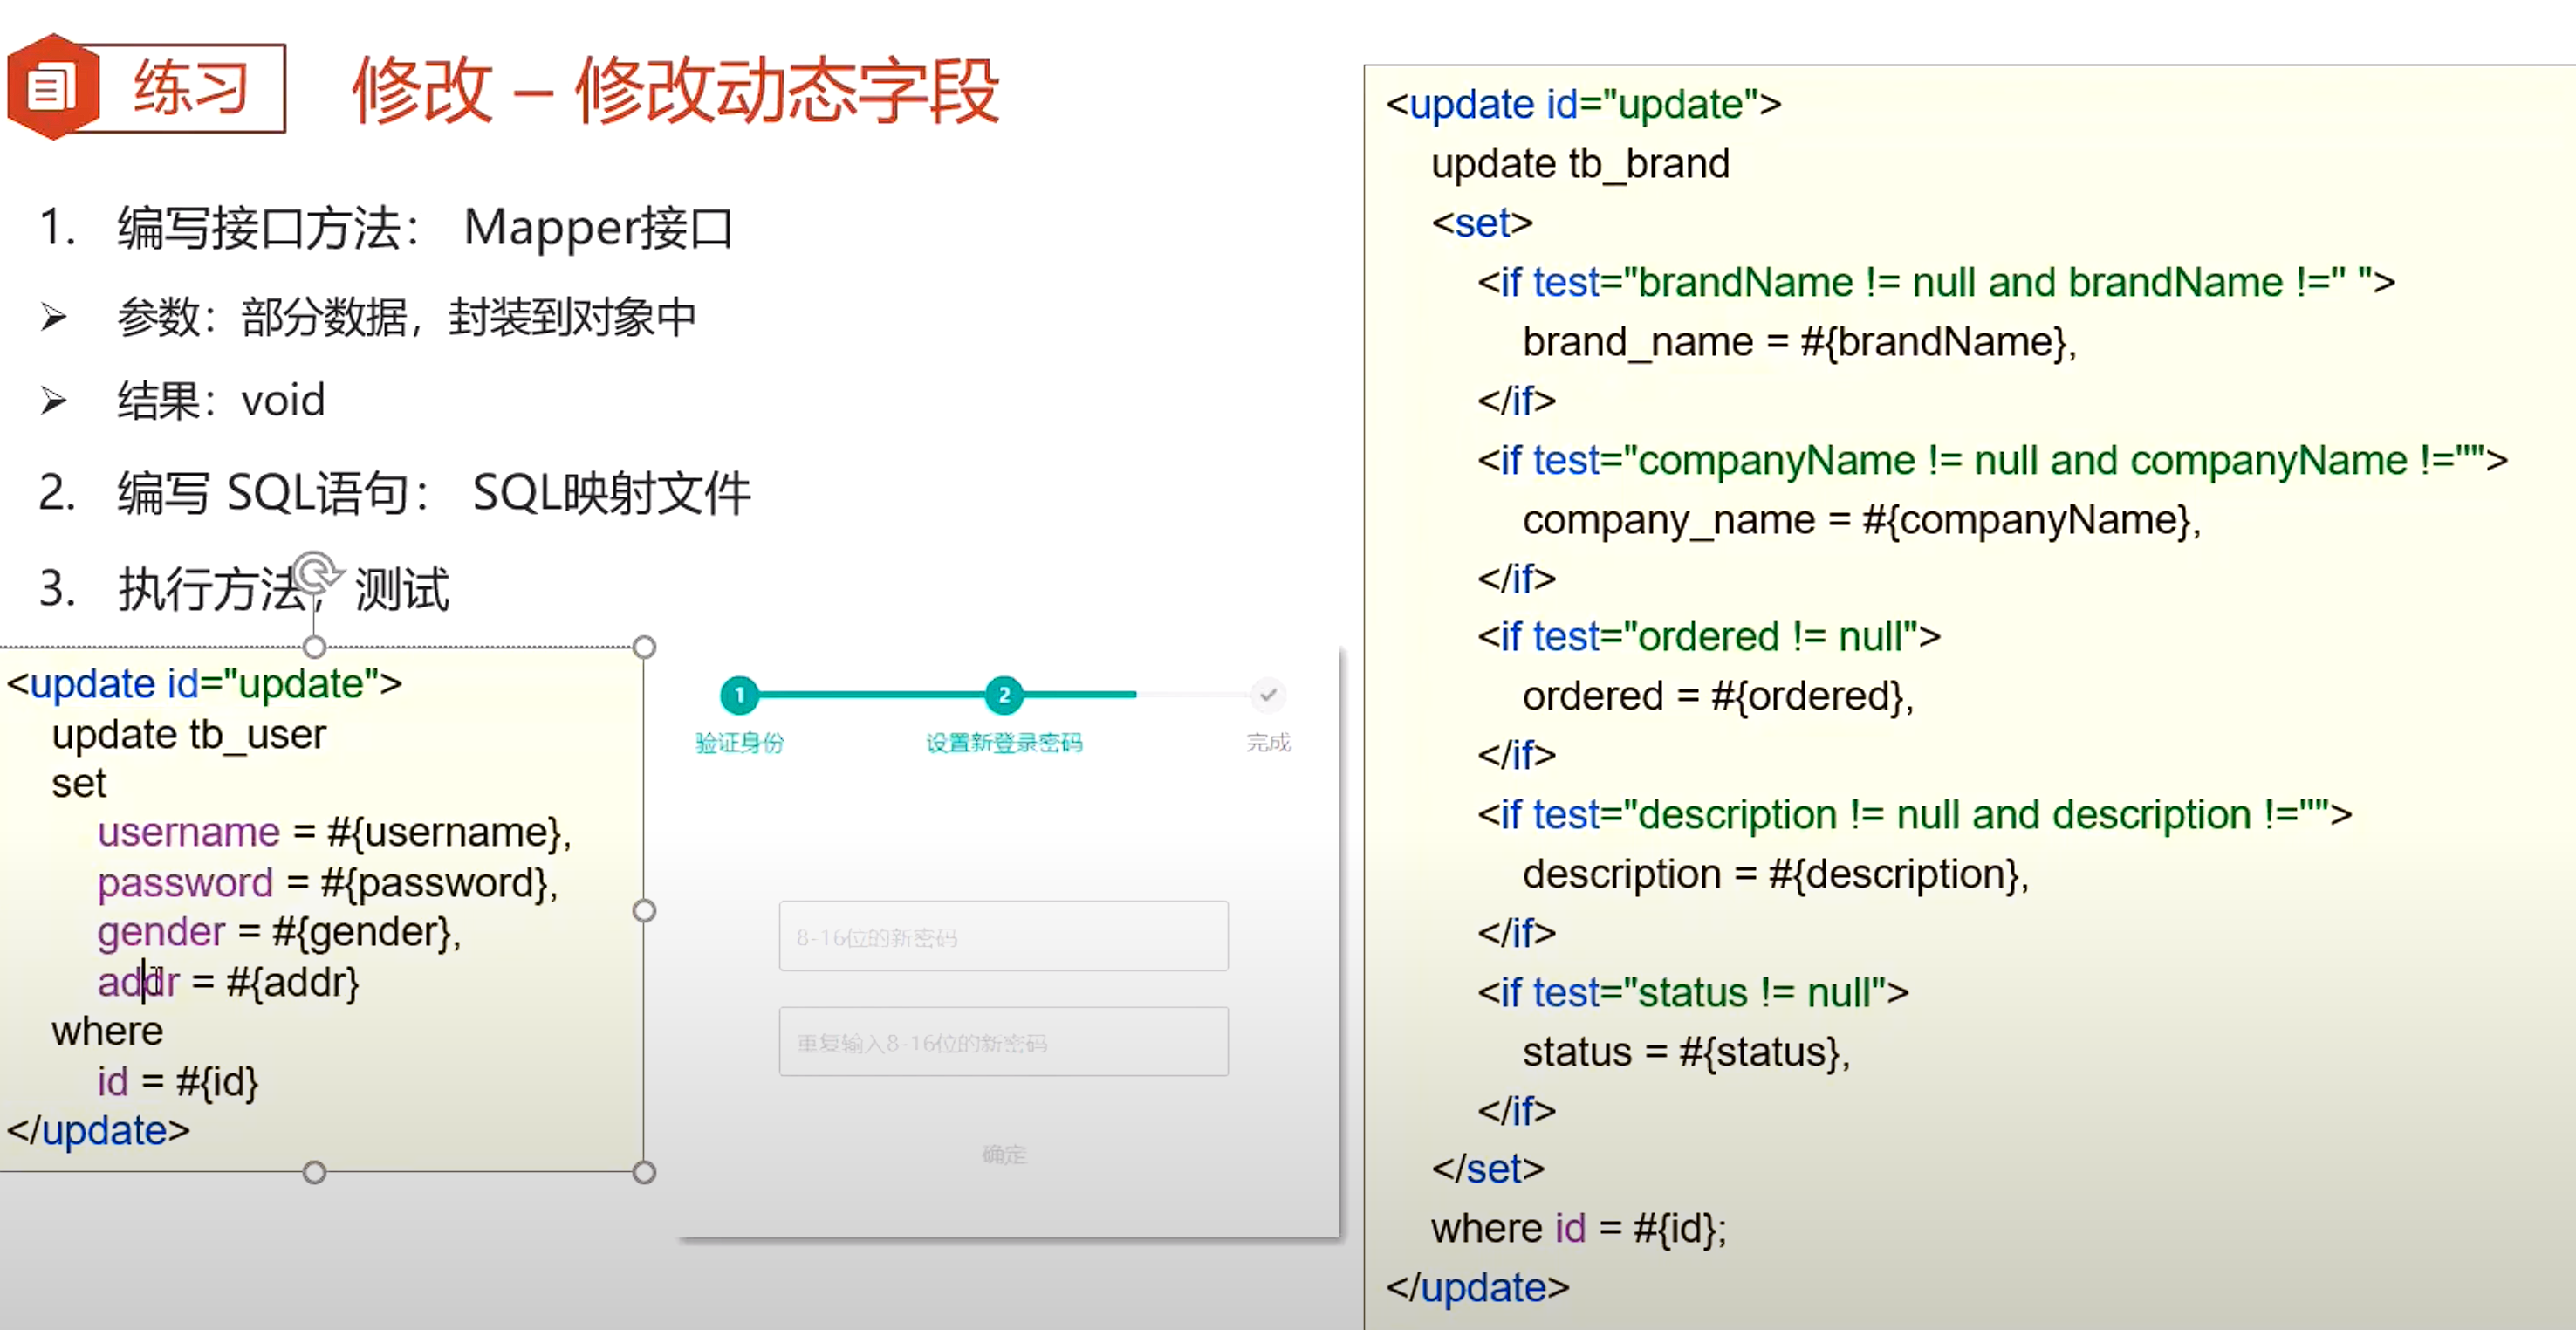 练习
修改 – 修改动态字段
1. 编写接口方法： Mapper接口
➢ 参数：部分数据，封装到对象中
➢ 结果：void
2. 编写 SQL语句： SQL映射文件
3. 执行方法，测试
<update id="update">
update tb_user
set
username = #{username},
password = #{password},
gender = #{gender},
addr = #{addr}
where
id = #{id}
</update>
1
2
验证身份
设置新登录密码
完成
8-16位的新密码
重复输入8-16位的新密码
确定
<update id="update">
update tb_brand
<set>
<if test="brandName != null and brandName !=" ">
brand_name = #{brandName},
</if>
<if test="companyName != null and companyName !="">
company_name = #{companyName},
</if>
<if test="ordered != null">
ordered = #{ordered},
</if>
<if test="description != null and description !="">
description = #{description},
</if>
<if test="status != null">
status = #{status},
</if>
</set>
where id = #{id};
</update>